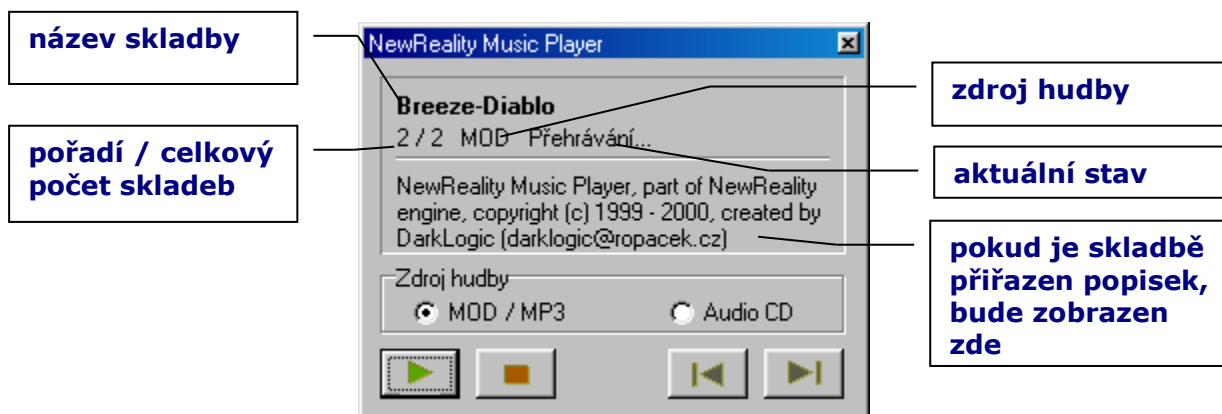 název skladby
pořadí / celkový
počet skladeb
NewReality Music Player
Breeze-Diablo
2 / 2 MOD Přehrávání...
NewReality Music Player, part of NewReality
engine, copyright (c) 1999 - 2000, created by
DarkLogic (darklogic@ropacek.cz)
Zdroj hudby
MOD / MP3 Audio CD
zdroj hudby
aktuální stav
pokud je skladbě
přiřazen popisek,
bude zobrazen
zde